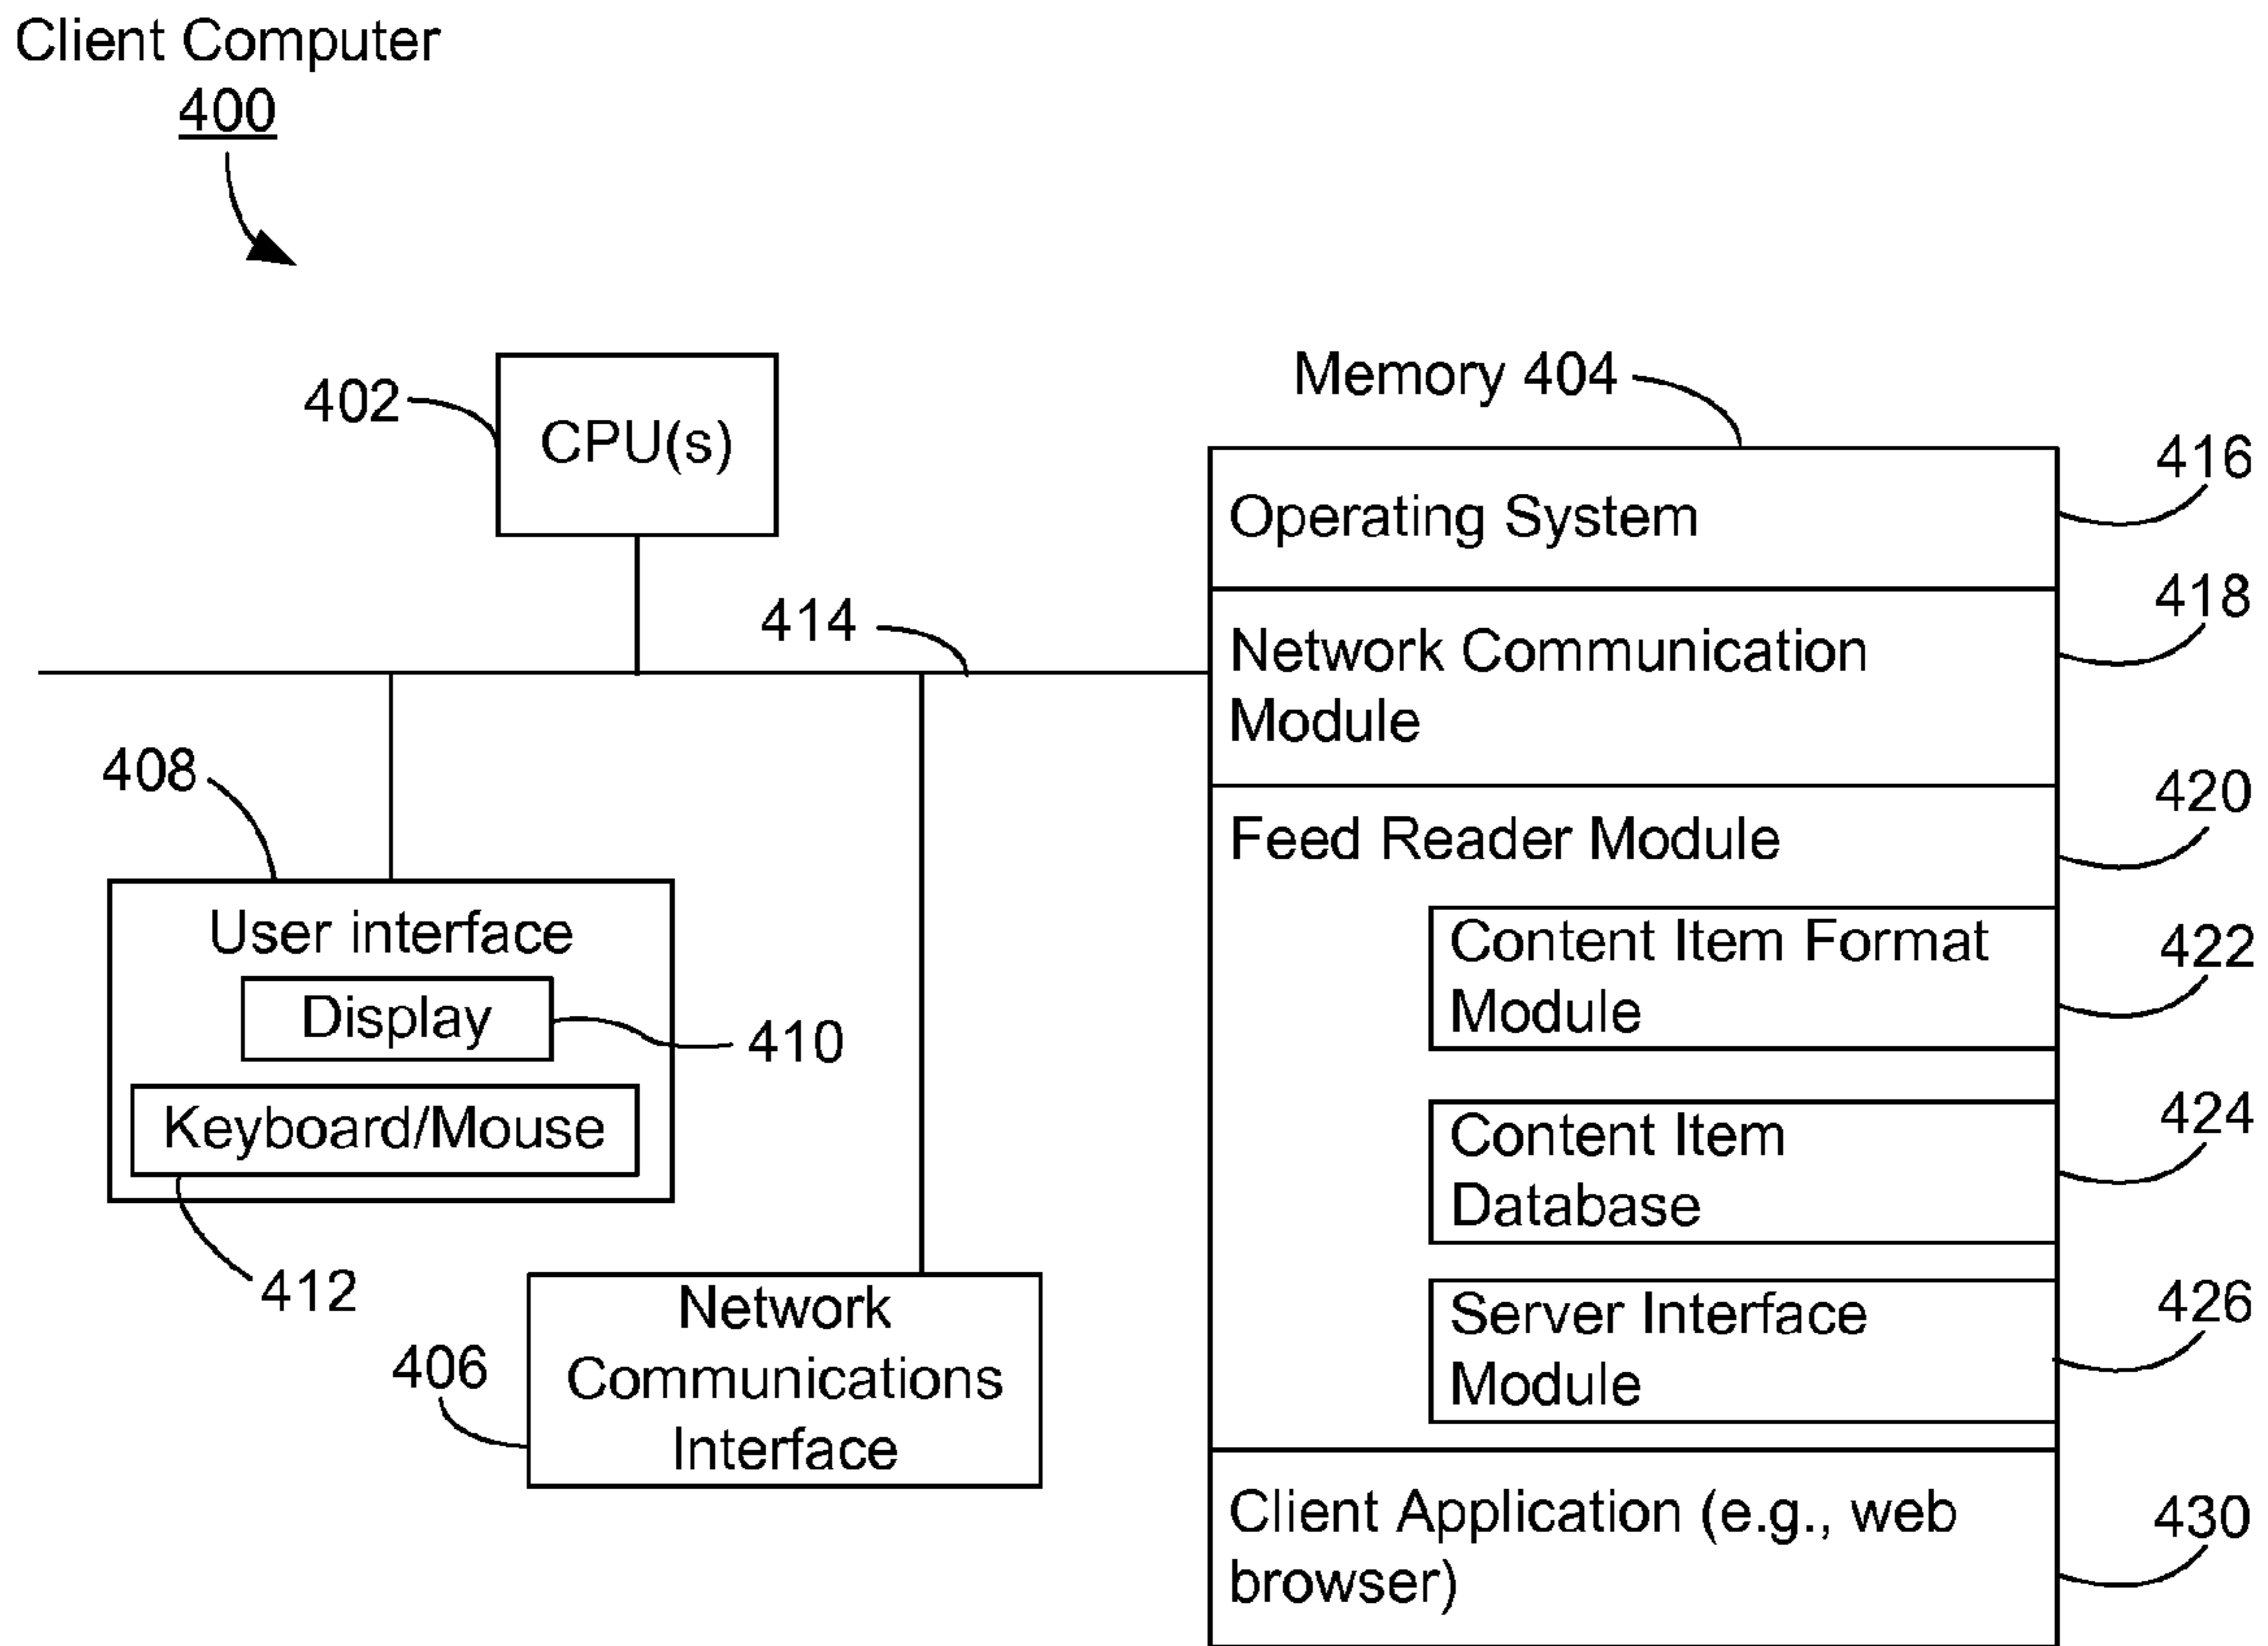 Client Computer
400
402
CPU(s)
Memory 404
Operating System
416
414
Network Communication
Module
418
408
User interface
Display
410
Keyboard/Mouse
412
Network
Communications
Interface
406
Feed Reader Module
420
Content Item Format
Module
422
Content Item
Database
424
Server Interface
Module
426
Client Application (e.g., web
browser)
430